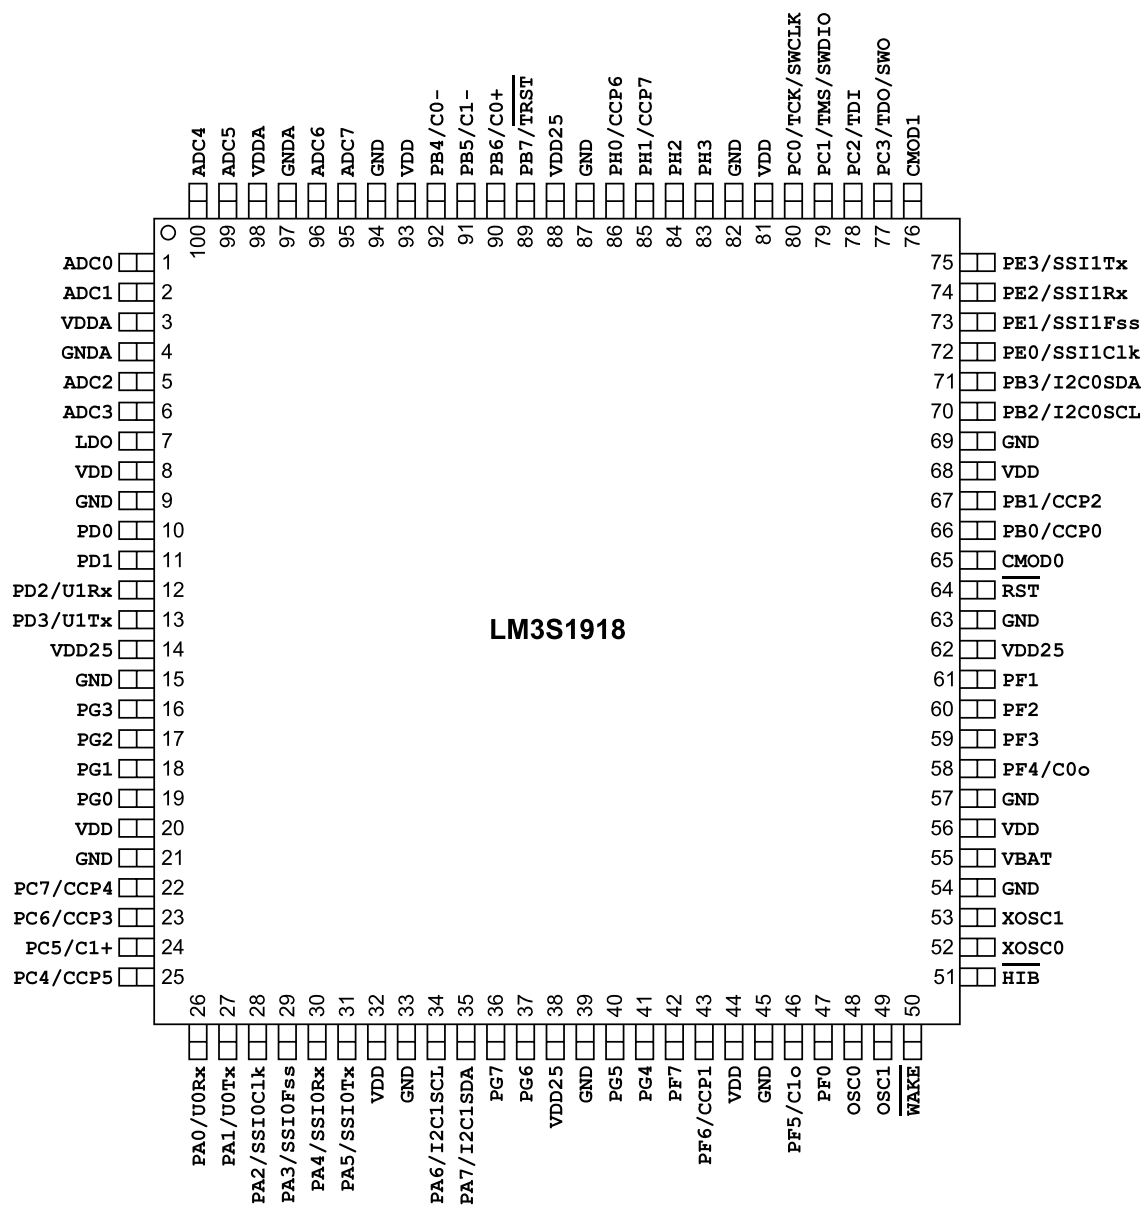 ADC4
ADC5
VDDA
GNDA
ADC6
ADC7
GND
VDD
PB4/C0-
PB5/C1-
PB6/C0+
PB7/TRST
VDD25
GND
PH0/CCP6
PH1/CCP7
PH2
PH3
GND
VDD
PC0/TCK/SWCLK
PC1/TMS/SWDIO
PC2/TDI
PC3/TDO/SWO
CMOD1
100
99
98
97
96
95
94
93
92
91
90
89
88
87
86
85
84
83
82
81
80
79
78
77
76
ADC0 1
ADC1 2
VDDA 3
GNDA 4
ADC2 5
ADC3 6
LDO 7
VDD 8
GND 9
PD0 10
PD1 11
PD2/U1Rx 12
PD3/U1Tx 13
VDD25 14
GND 15
PG3 16
PG2 17
PG1 18
PG0 19
VDD 20
GND 21
PC7/CCP4 22
PC6/CCP3 23
PC5/C1+ 24
PC4/CCP5 25
LM3S1918
75 PE3/SSI1Tx
74 PE2/SSI1Rx
73 PE1/SSI1Fss
72 PE0/SSI1Clk
71 PB3/I2C0SDA
70 PB2/I2C0SCL
69 GND
68 VDD
67 PB1/CCP2
66 PB0/CCP0
65 CMOD0
64 RST
63 GND
62 VDD25
61 PF1
60 PF2
59 PF3
58 PF4/C0o
57 GND
56 VDD
55 VBAT
54 GND
53 XOSC1
52 XOSC0
51 HIB
26
27
28
29
30
31
32
33
34
35
36
37
38
39
40
41
42
43
44
45
46
47
48
49
50
PA0/U0Rx
PA1/U0Tx
PA2/SSI0Clk
PA3/SSI0Fss
PA4/SSI0Rx
PA5/SSI0Tx
VDD
GND
PA6/I2C1SCL
PA7/I2C1SDA
PG7
PG6
VDD25
GND
PG5
PG4
PF7
PF6/CCP1
VDD
GND
PF5/C1o
PF0
OSC0
OSC1
WAKE